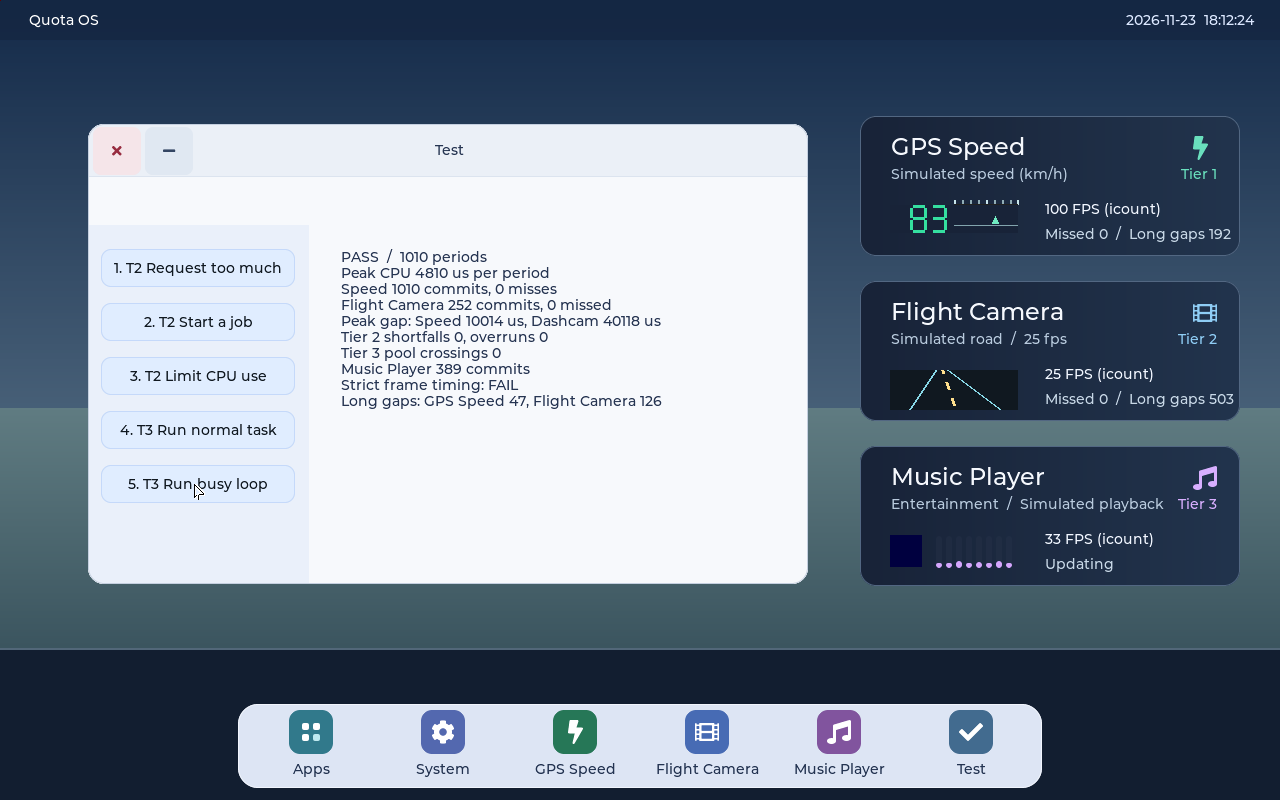 Quota OS
2026-11-23 18:12:24
Test
1. T2 Request too much
2. T2 Start a job
3. T2 Limit CPU use
4. T3 Run normal task
5. T3 Run busy loop
PASS / 1010 periods
Peak CPU 4810 us per period
Speed 1010 commits, 0 misses
Flight Camera 252 commits, 0 missed
Peak gap: Speed 10014 us, Dashcam 40118 us
Tier 2 shortfalls 0, overruns 0
Tier 3 pool crossings 0
Music Player 389 commits
Strict frame timing: FAIL
Long gaps: GPS Speed 47, Flight Camera 126
GPS Speed
Simulated speed (km/h)
Tier 1
83
100 FPS (icount)
Missed 0 / Long gaps 192
Flight Camera
Simulated road / 25 fps
Tier 2
25 FPS (icount)
Missed 0 / Long gaps 503
Music Player
Entertainment / Simulated playback
Tier 3
33 FPS (icount)
Updating
Apps
System
GPS Speed
Flight Camera
Music Player
Test